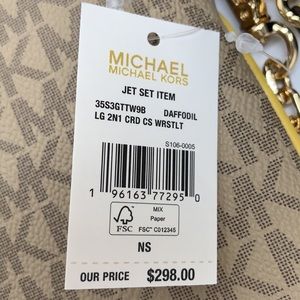 MICHAEL
MICHAEL KORS
JET SET ITEM
35S3GTTW9B DAFFODIL
LG 2N1 CRD CS WRSTLT
S106-0005
1 96163 77295 0
FSC
MIX
Paper
FSC™ C012345
NS
OUR PRICE $298.00